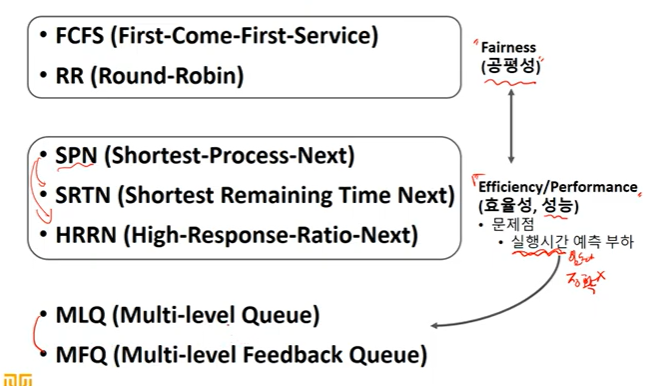 • FCFS (First-Come-First-Service)
• RR (Round-Robin)
"Fairness
(공평성)"
• SPN (Shortest-Process-Next)
• SRTN (Shortest Remaining Time Next)
• HRRN (High-Response-Ratio-Next)
"Efficiency/Performance"
(효율성, 성능)
• 문제점
• 실행시간 예측 부하
정확 X
• MLQ (Multi-level Queue)
• MFQ (Multi-level Feedback Queue)